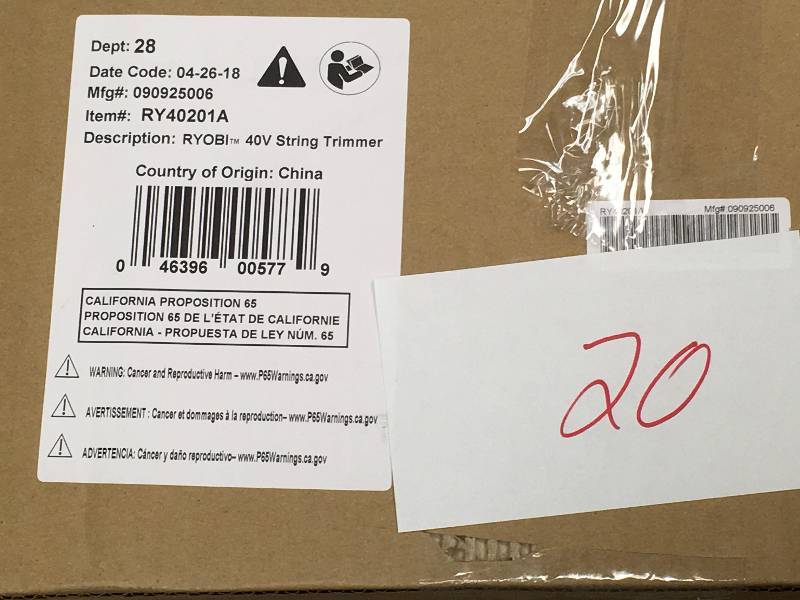 Dept: 28
Date Code: 04-26-18
Mfg#: 090925006
Item#: RY40201A
Description: RYOBI™ 40V String Trimmer
Country of Origin: China
0 46396 00577 9
CALIFORNIA PROPOSITION 65
PROPOSITION 65 DE L'ÉTAT DE CALIFORNIE
CALIFORNIA - PROPUESTA DE LEY NÚM. 65
WARNING: Cancer and Reproductive Harm – www.P65Warnings.ca.gov
AVERTISSEMENT : Cancer et dommages à la reproduction– www.P65Warnings.ca.gov
ADVERTENCIA: Cáncer y daño reproductivo– www.P65Warnings.ca.gov
RY40201A Mfg# 090925006
20